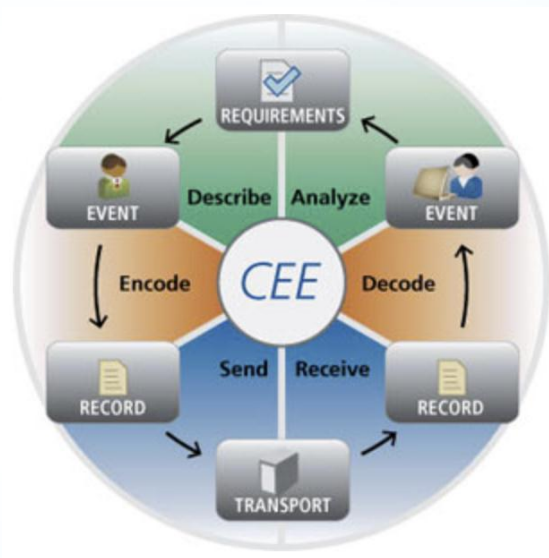 REQUIREMENTS
EVENT
Describe
Analyze
EVENT
Encode
CEE
Decode
Send
Receive
RECORD
RECORD
TRANSPORT